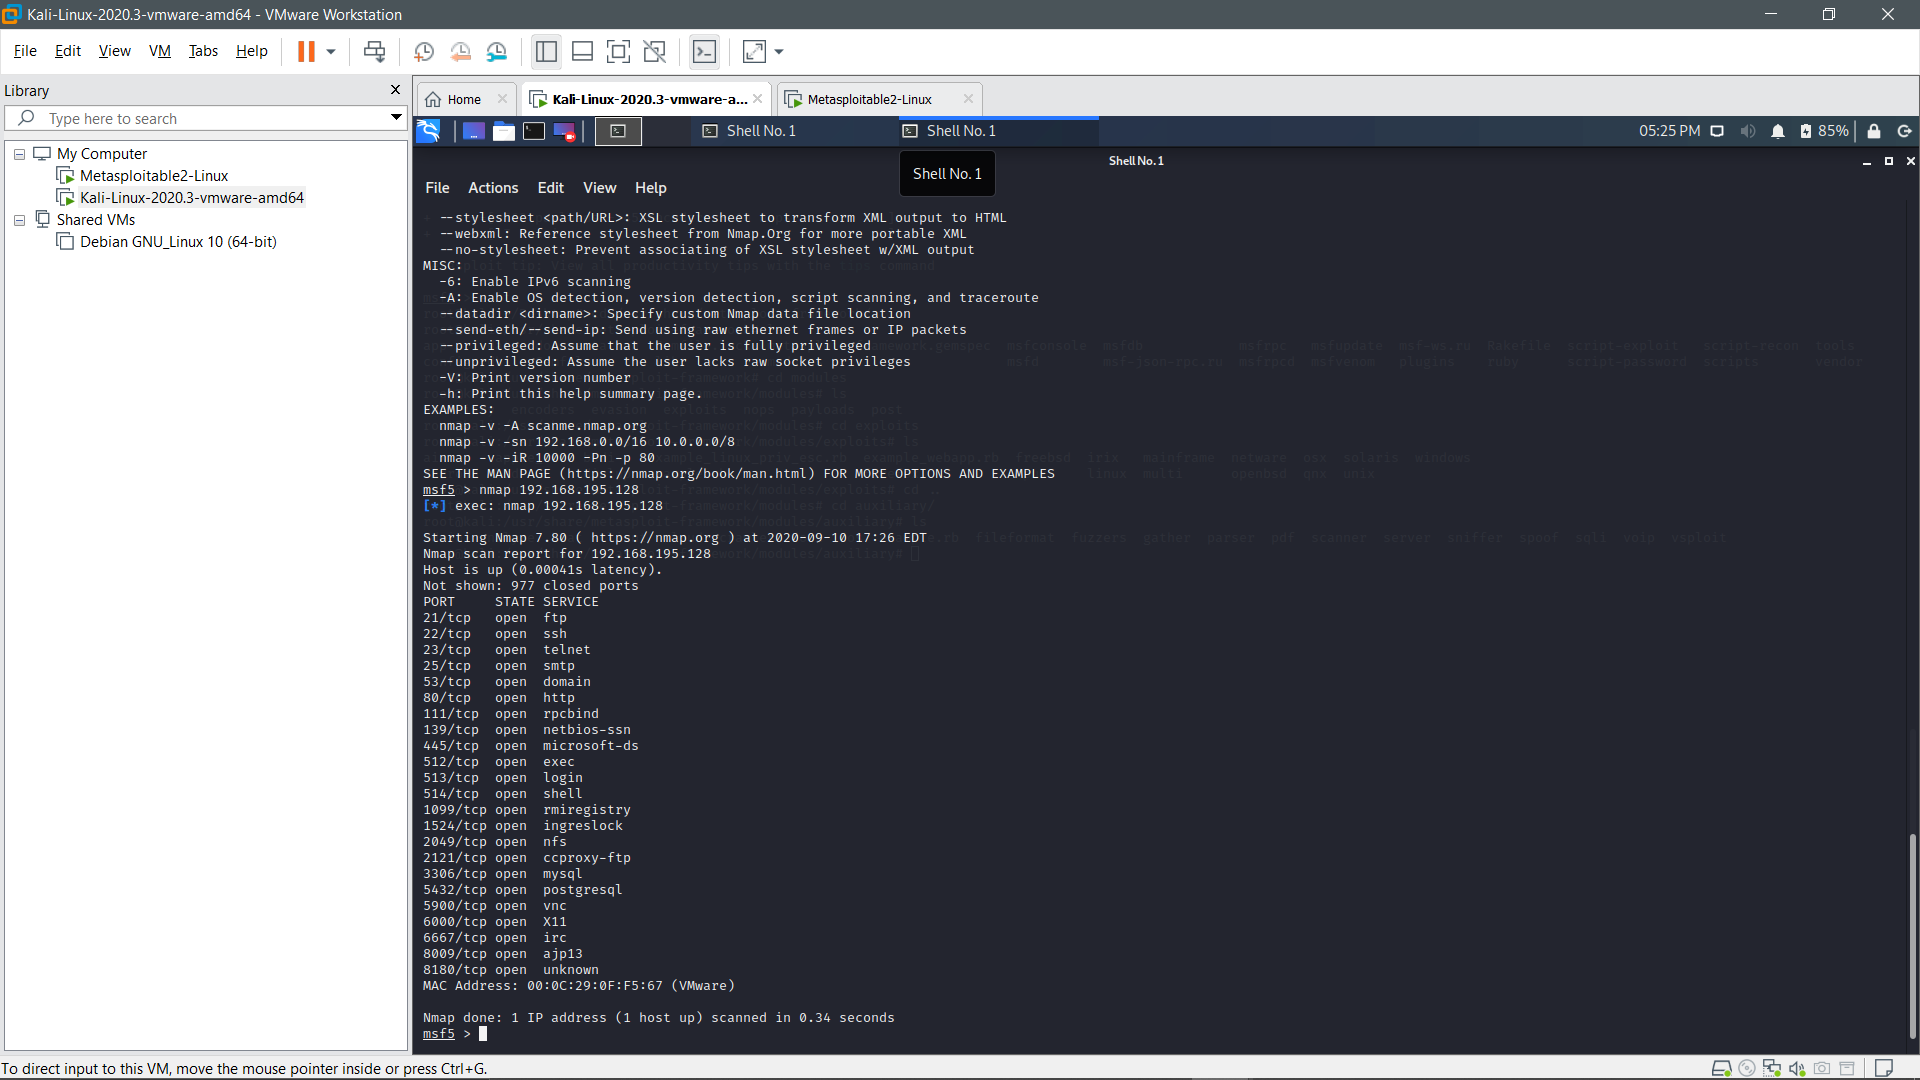 Kali-Linux-2020.3-vmware-amd64 - VMware Workstation
File Edit View VM Tabs Help
Library
Type here to search
My Computer
Metasploitable2-Linux
Kali-Linux-2020.3-vmware-amd64
Shared VMs
Debian GNU_Linux 10 (64-bit)
Home
Kali-Linux-2020.3-vmware-a...
Metasploitable2-Linux
Shell No. 1
Shell No. 1
05:25 PM
85%
Shell No. 1
Shell No. 1
File Actions Edit View Help
--stylesheet <path/URL>: XSL stylesheet to transform XML output to HTML
--webxml: Reference stylesheet from Nmap.Org for more portable XML
--no-stylesheet: Prevent associating of XSL stylesheet w/XML output
MISC:
-6: Enable IPv6 scanning
-A: Enable OS detection, version detection, script scanning, and traceroute
--datadir <dirname>: Specify custom Nmap data file location
--send-eth/--send-ip: Send using raw ethernet frames or IP packets
--privileged: Assume that the user is fully privileged
--unprivileged: Assume the user lacks raw socket privileges
-V: Print version number
-h: Print this help summary page.
EXAMPLES:
nmap -v -A scanme.nmap.org
nmap -v -sn 192.168.0.0/16 10.0.0.0/8
nmap -v -iR 10000 -Pn -p 80
SEE THE MAN PAGE (https://nmap.org/book/man.html) FOR MORE OPTIONS AND EXAMPLES
msf5 > nmap 192.168.195.128
[*] exec: nmap 192.168.195.128
Starting Nmap 7.80 ( https://nmap.org ) at 2020-09-10 17:26 EDT
Nmap scan report for 192.168.195.128
Host is up (0.00041s latency).
Not shown: 977 closed ports
PORT STATE SERVICE
21/tcp open ftp
22/tcp open ssh
23/tcp open telnet
25/tcp open smtp
53/tcp open domain
80/tcp open http
111/tcp open rpcbind
139/tcp open netbios-ssn
445/tcp open microsoft-ds
512/tcp open exec
513/tcp open login
514/tcp open shell
1099/tcp open rmiregistry
1524/tcp open ingreslock
2049/tcp open nfs
2121/tcp open ccproxy-ftp
3306/tcp open mysql
5432/tcp open postgresql
5900/tcp open vnc
6000/tcp open X11
6667/tcp open irc
8009/tcp open ajp13
8180/tcp open unknown
MAC Address: 00:0C:29:0F:F5:67 (VMware)
Nmap done: 1 IP address (1 host up) scanned in 0.34 seconds
msf5 >
To direct input to this VM, move the mouse pointer inside or press Ctrl+G.